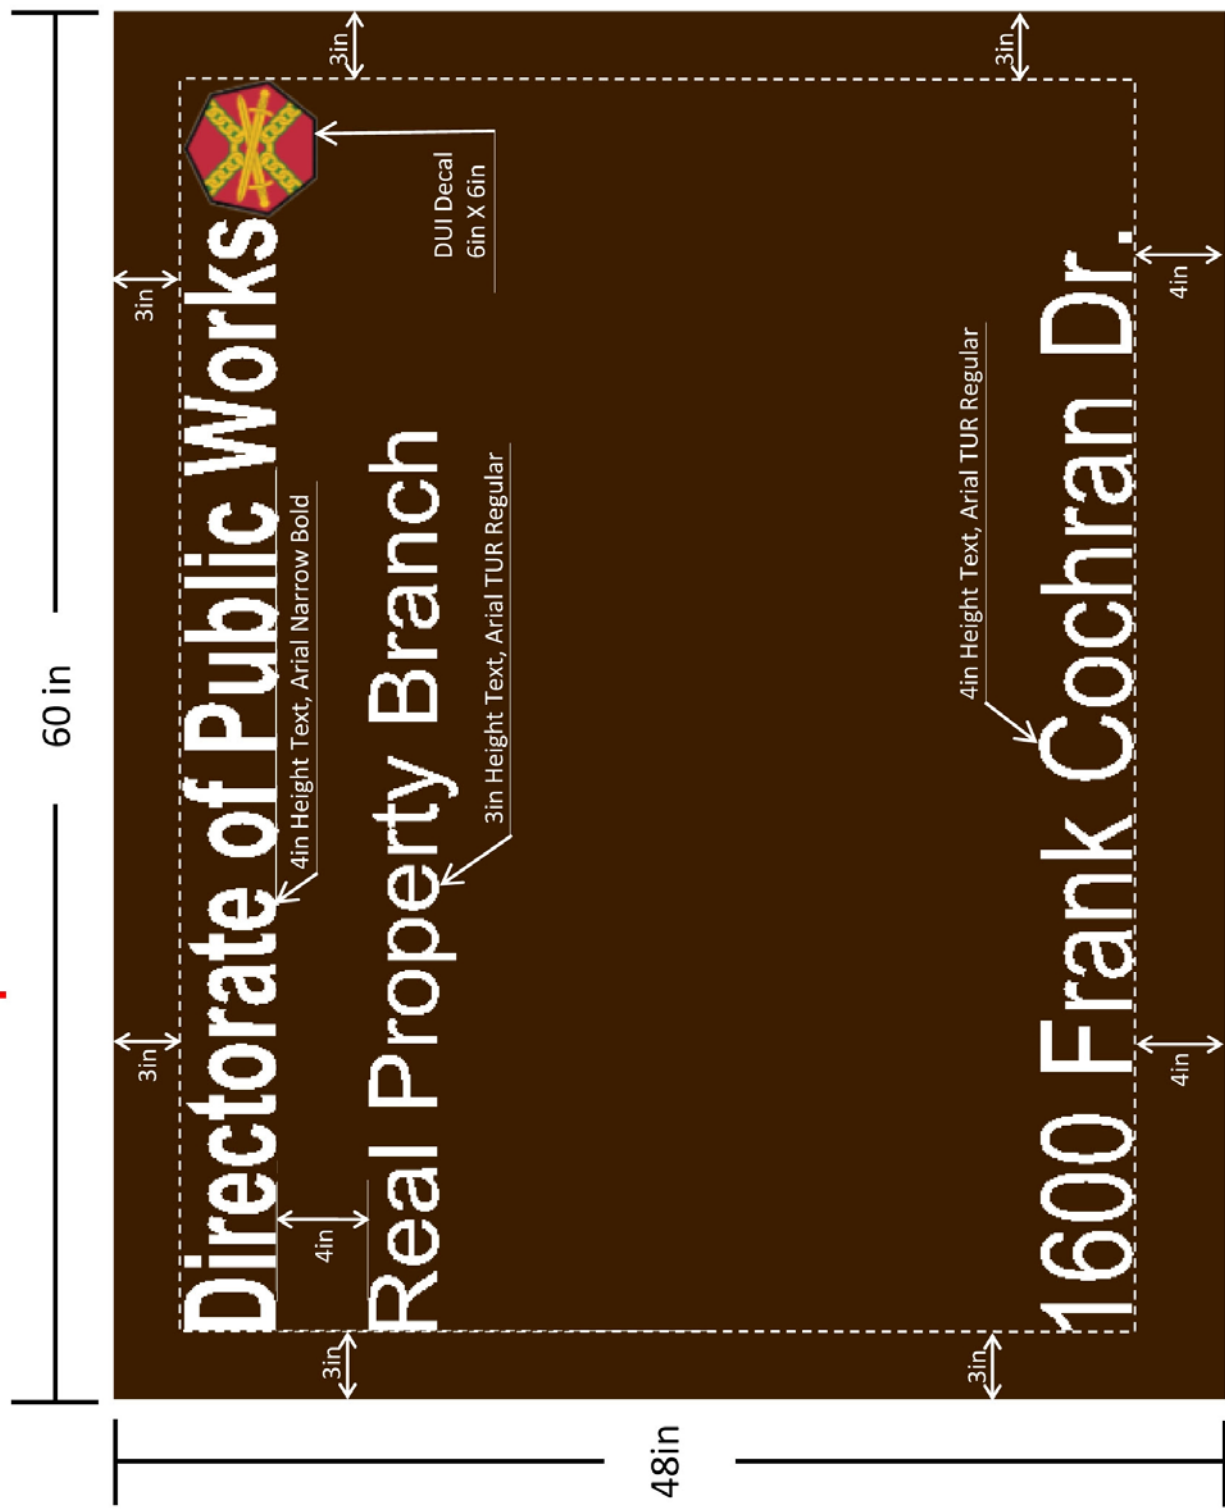 60 in
48in
3in
3in
Directorate of Public Works
4in Height Text, Arial Narrow Bold
DUI Decal
6in X 6in
4in
Real Property Branch
3in Height Text, Arial TUR Regular
3in
3in
4in Height Text, Arial TUR Regular
1600 Frank Cochran Dr.
3in
3in
4in
4in